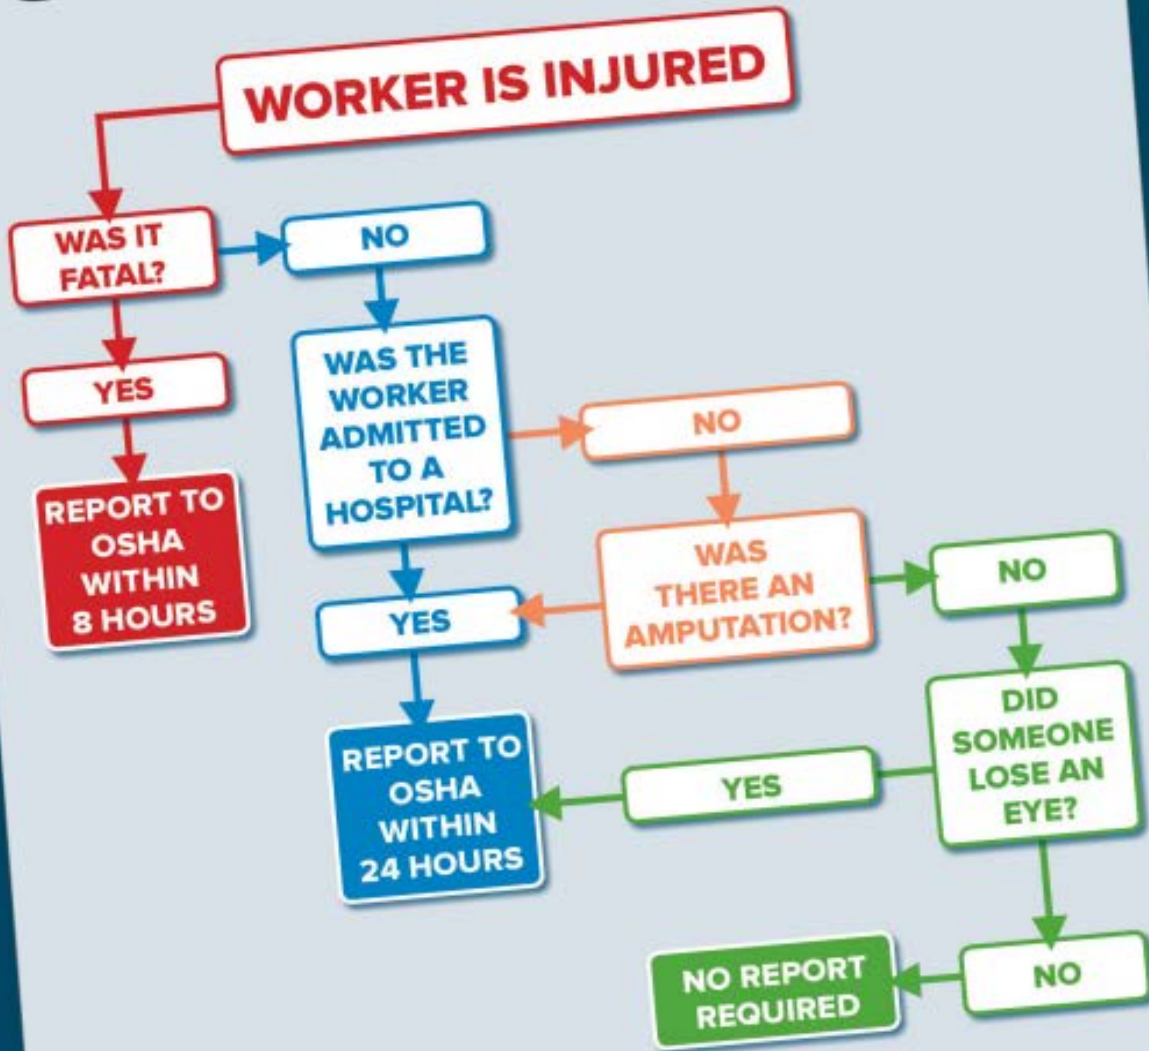 WORKER IS INJURED
WAS IT
FATAL?
NO
YES
WAS THE
WORKER
ADMITTED
TO A
HOSPITAL?
NO
REPORT TO
OSHA
WITHIN
8 HOURS
WAS
THERE AN
AMPUTATION?
NO
YES
DID
SOMEONE
LOSE AN
EYE?
REPORT TO
OSHA
WITHIN
24 HOURS
YES
NO REPORT
REQUIRED
NO